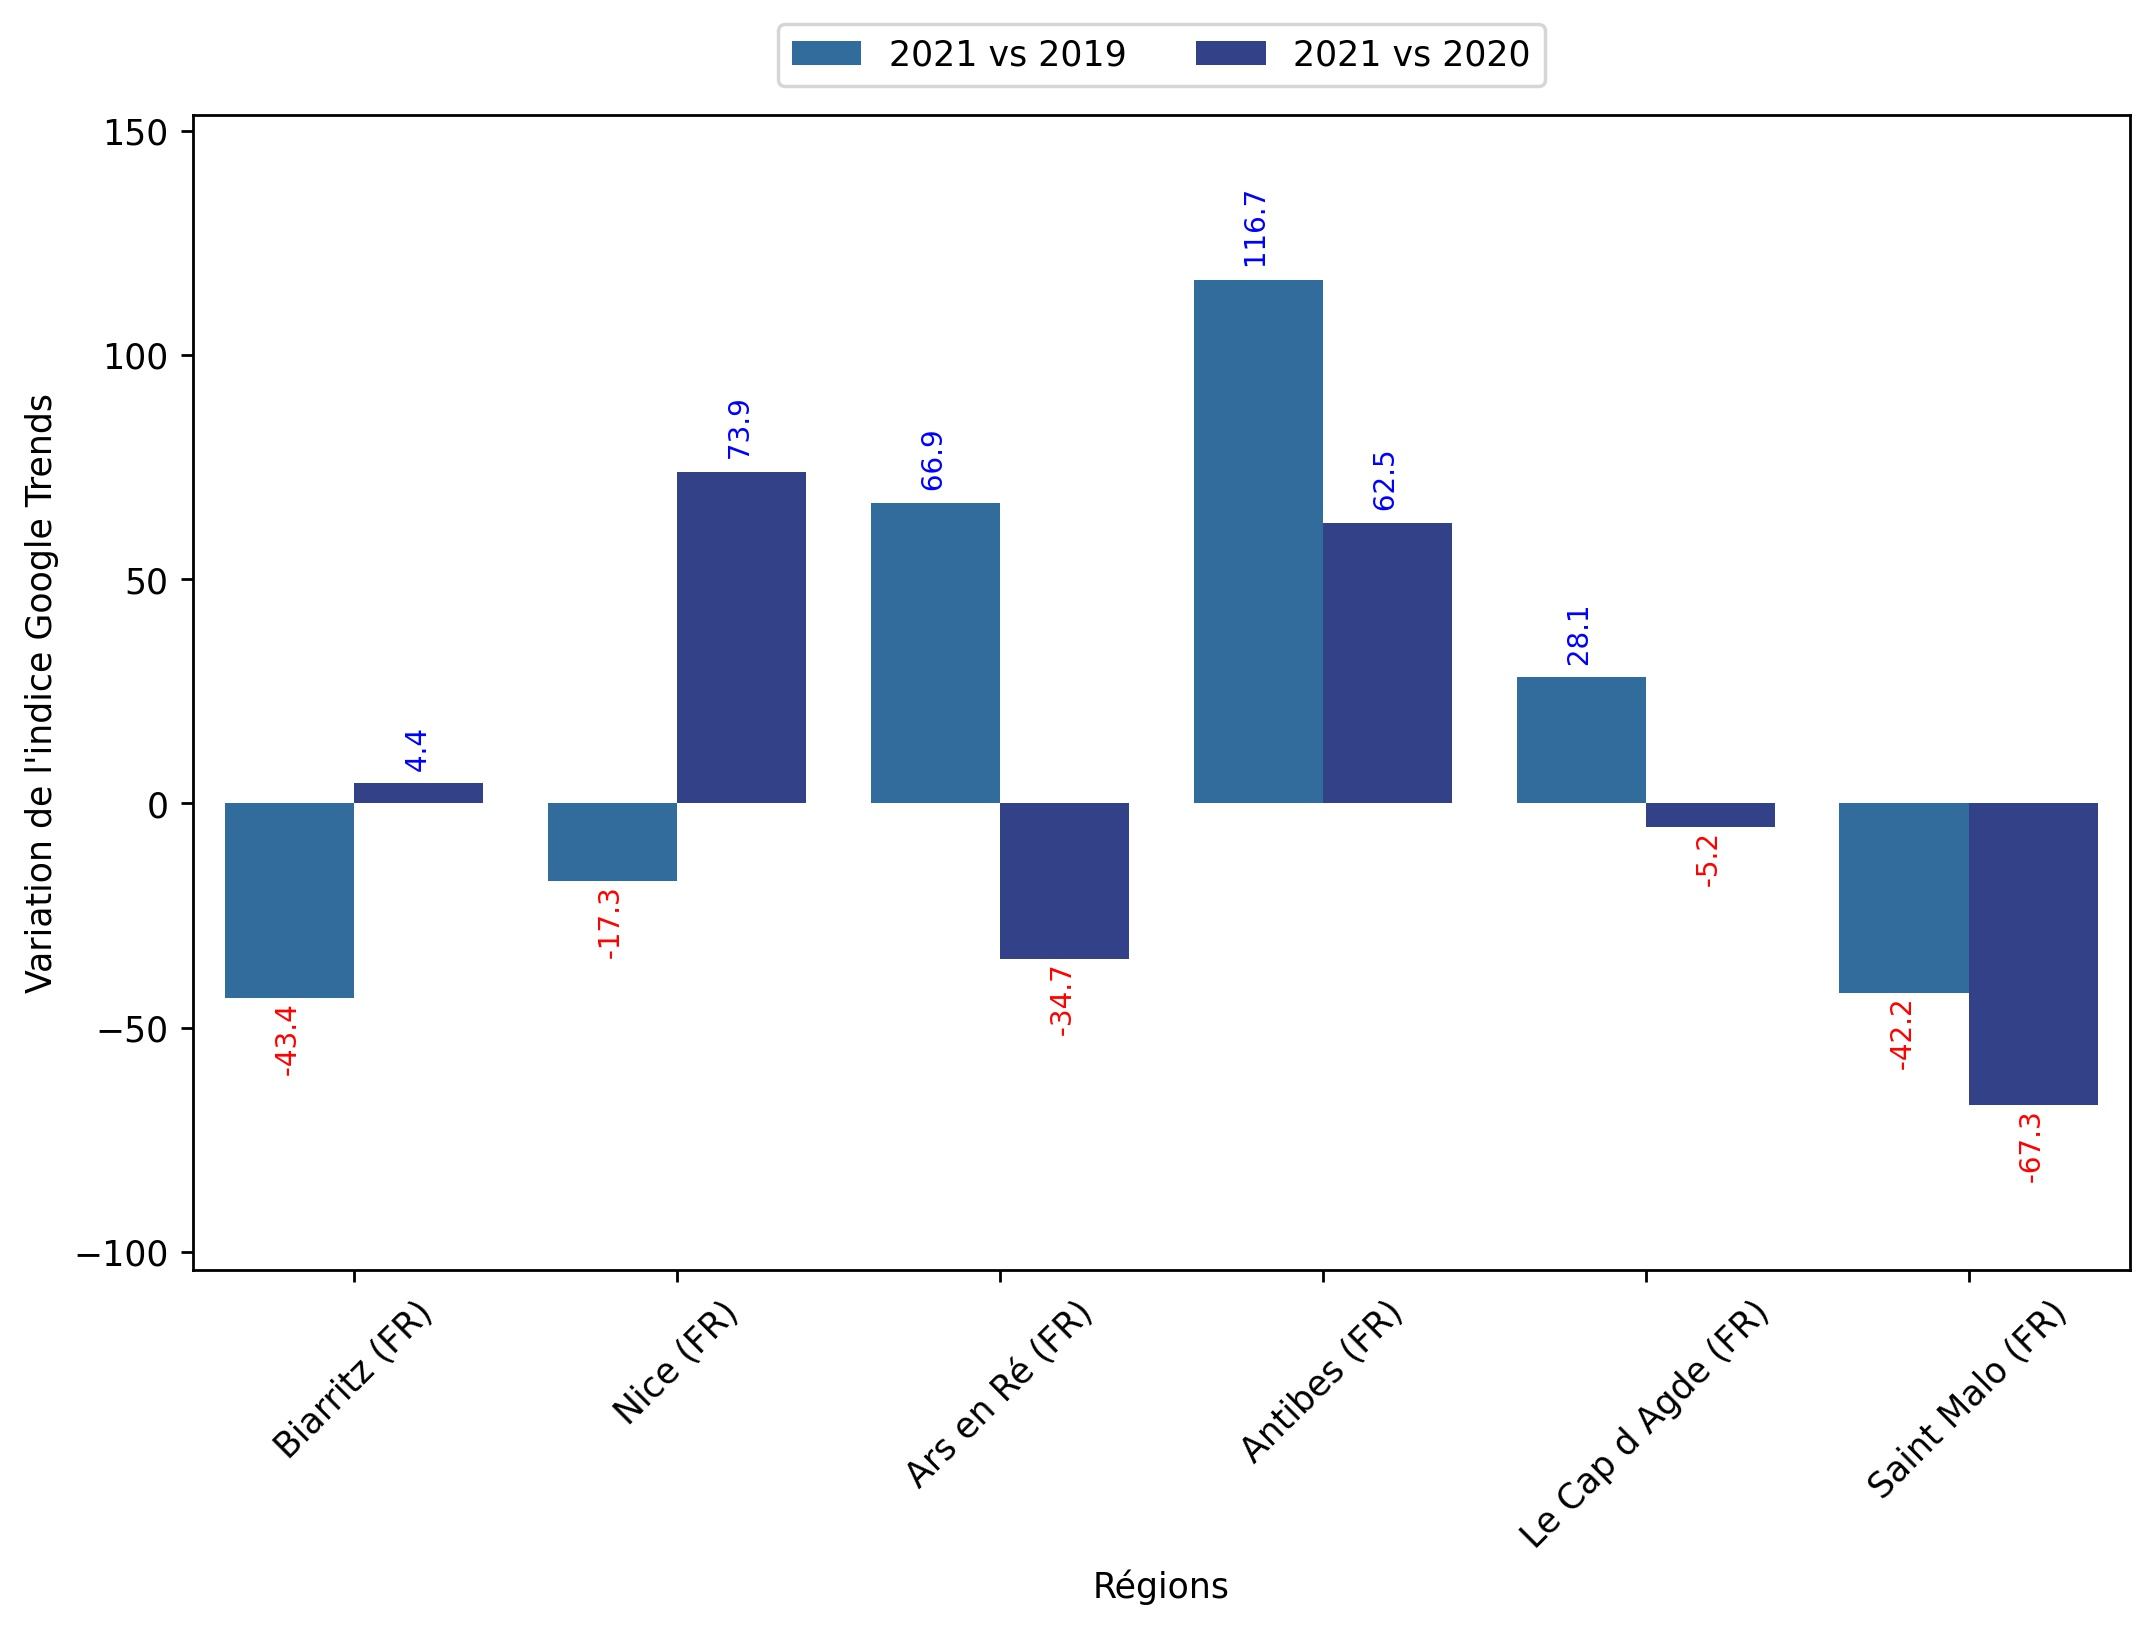 2021 vs 2019 2021 vs 2020
Variation de l'indice Google Trends
150
100
50
0
−50
−100
-43.4
4.4
-17.3
73.9
66.9
-34.7
116.7
62.5
28.1
-5.2
-42.2
-67.3
Biarritz (FR)
Nice (FR)
Ars en Ré (FR)
Antibes (FR)
Le Cap d Agde (FR)
Saint Malo (FR)
Régions